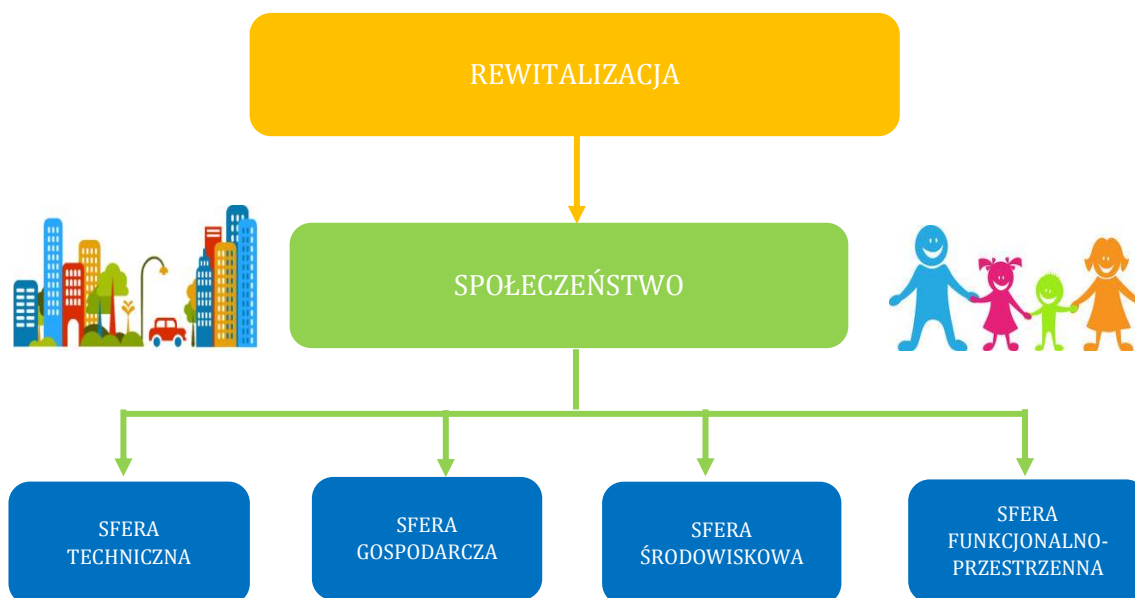 REWITALIZACJA
SPOŁECZEŃSTWO
SFERA
TECHNICZNA
SFERA
GOSPODARCZA
SFERA
ŚRODOWISKOWA
SFERA
FUNKCJONALNO-
PRZESTRZENNA